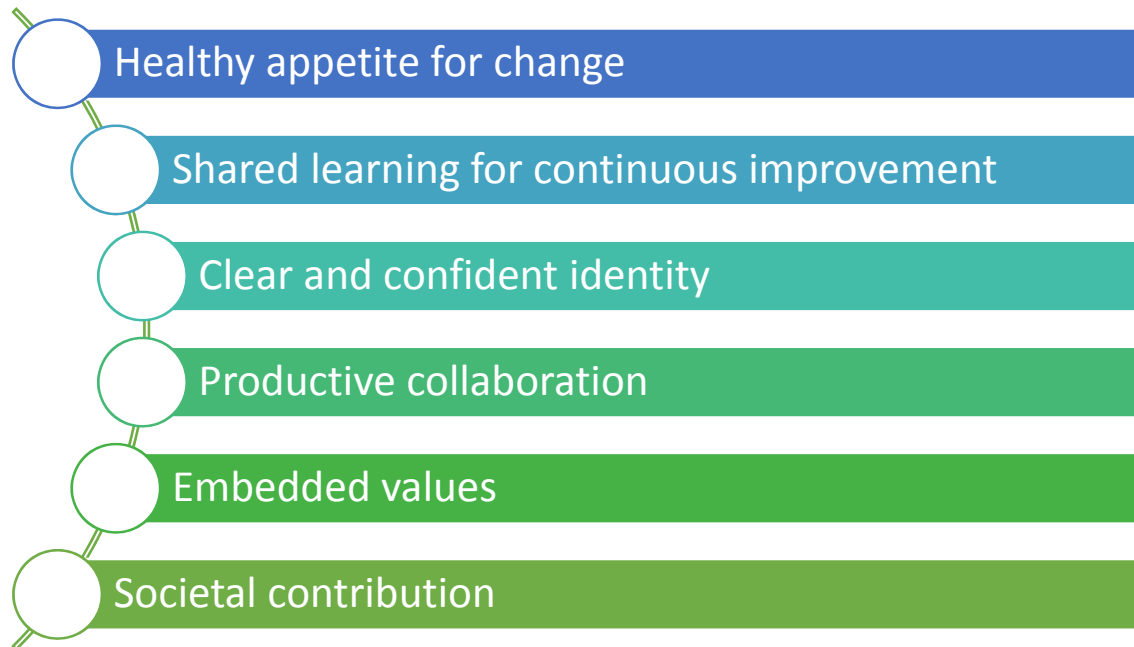 Healthy appetite for change
Shared learning for continuous improvement
Clear and confident identity
Productive collaboration
Embedded values
Societal contribution